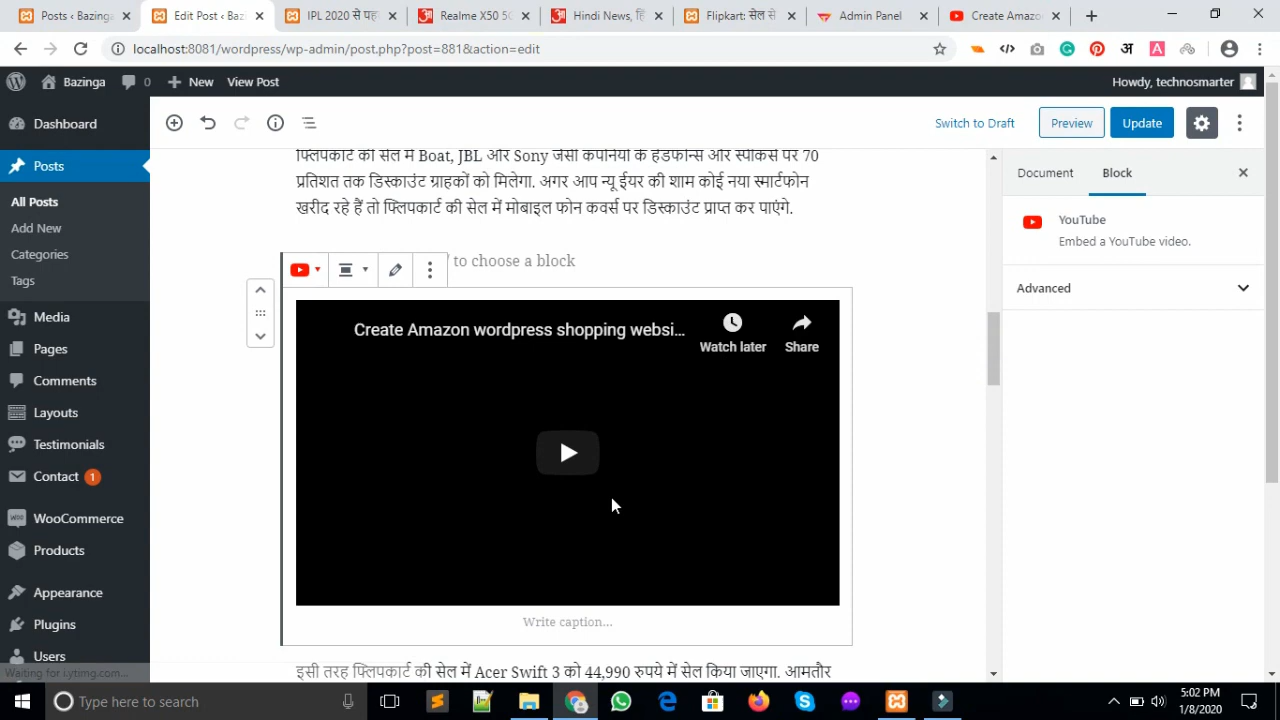 Posts ‹ Bazinga
Edit Post ‹ Baz
IPL 2020 से पह
Realme X50 5G
Hindi News, हि
Flipkart: सेल से
Admin Panel
Create Amazo
localhost:8081/wordpress/wp-admin/post.php?post=881&action=edit
Bazinga
0
New
View Post
Howdy, technosmarter
Dashboard
Posts
All Posts
Add New
Categories
Tags
Media
Pages
Comments
Layouts
Testimonials
Contact 1
WooCommerce
Products
Appearance
Plugins
Users
Waiting for i.ytimg.com...
Switch to Draft
Preview
Update
फ्लिपकार्ट की सेल में Boat, JBL और Sony जैसी कंपनियों के हेडफोन्स और स्पीकर्स पर 70
प्रतिशत तक डिस्काउंट ग्राहकों को मिलेगा. अगर आप न्यू ईयर की शाम कोई नया स्मार्टफोन
खरीद रहे हैं तो फ्लिपकार्ट की सेल में मोबाइल फोन कवर्स पर डिस्काउंट प्राप्त कर पाएंगे.
to choose a block
Create Amazon wordpress shopping websi...
Watch later
Share
Write caption...
इसी तरह फ्लिपकार्ट की सेल में Acer Swift 3 को 44,990 रुपये में सेल किया जाएगा. आमतौर
Document
Block
YouTube
Embed a YouTube video.
Advanced
Type here to search
5:02 PM
1/8/2020